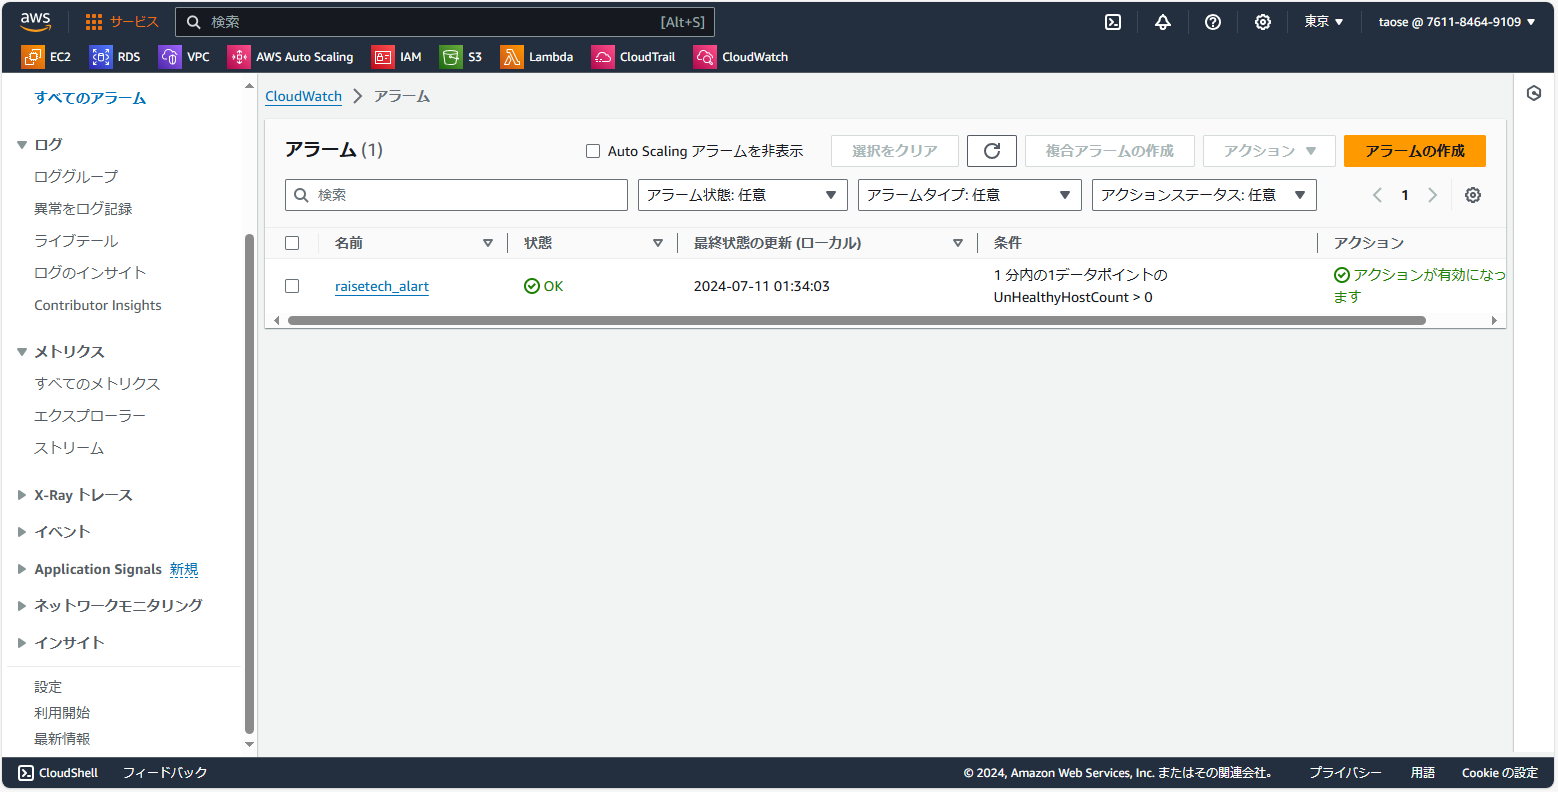 aws
サービス
検索
[Alt+S]
東京
taose @ 7611-8464-9109
EC2
RDS
VPC
AWS Auto Scaling
IAM
S3
Lambda
CloudTrail
CloudWatch
すべてのアラーム
ログ
ロググループ
異常をログ記録
ライブテール
ログのインサイト
Contributor Insights
メトリクス
すべてのメトリクス
エクスプローラー
ストリーム
X-Ray トレース
イベント
Application Signals 新規
ネットワークモニタリング
インサイト
設定
利用開始
最新情報
CloudWatch
アラーム
アラーム (1)
Auto Scaling アラームを非表示
選択をクリア
複合アラームの作成
アクション
アラームの作成
検索
アラーム状態: 任意
アラームタイプ: 任意
アクションステータス: 任意
1
名前
状態
最終状態の更新 (ローカル)
条件
アクション
raisetech_alart
OK
2024-07-11 01:34:03
1 分内の1データポイントの
UnHealthyHostCount > 0
アクションが有効になっ
ます
CloudShell
フィードバック
© 2024, Amazon Web Services, Inc. またはその関連会社。
プライバシー
用語
Cookie の設定